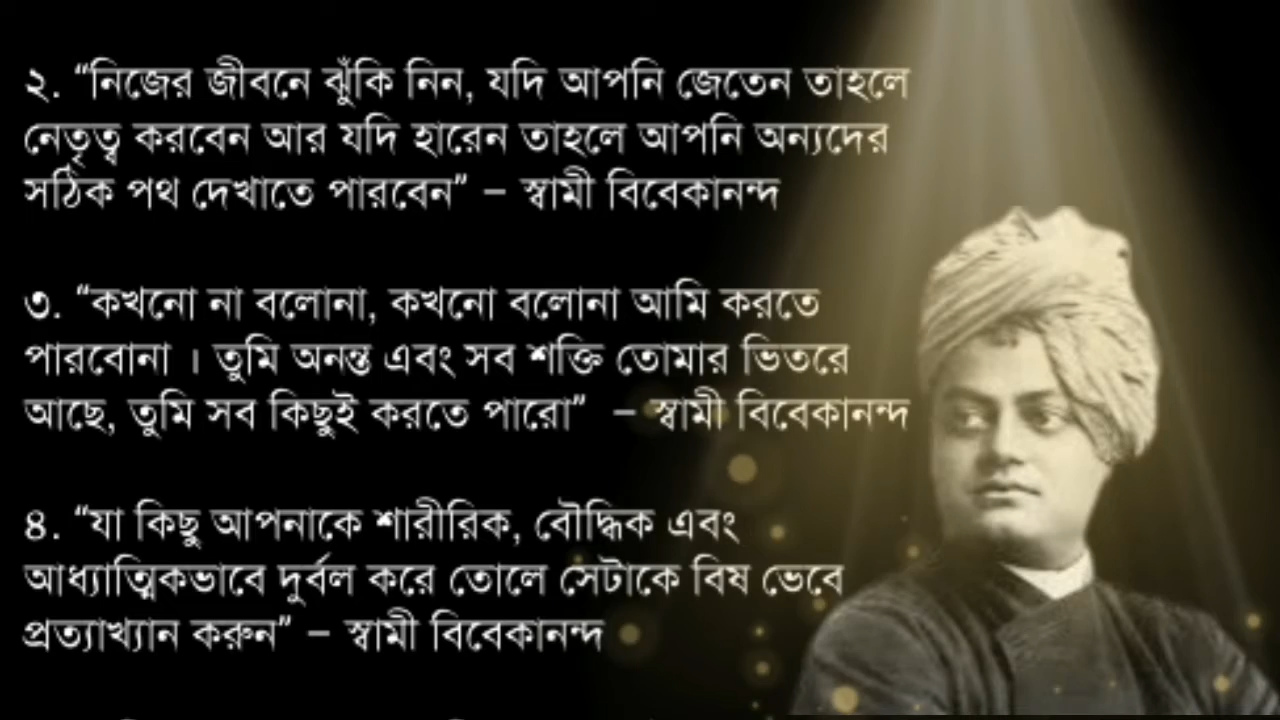 ২. “নিজের জীবনে ঝুঁকি নিন, যদি আপনি জেতেন তাহলে
নেতৃত্ব করবেন আর যদি হারেন তাহলে আপনি অন্যদের
সঠিক পথ দেখাতে পারবেন” – স্বামী বিবেকানন্দ
৩. “কখনো না বলোনা, কখনো বলোনা আমি করতে
পারবোনা । তুমি অনন্ত এবং সব শক্তি তোমার ভিতরে
আছে, তুমি সব কিছুই করতে পারো” – স্বামী বিবেকানন্দ
৪. “যা কিছু আপনাকে শারীরিক, বৌদ্ধিক এবং
আধ্যাত্মিকভাবে দুর্বল করে তোলে সেটাকে বিষ ভেবে
প্রত্যাখ্যান করুন” – স্বামী বিবেকানন্দ